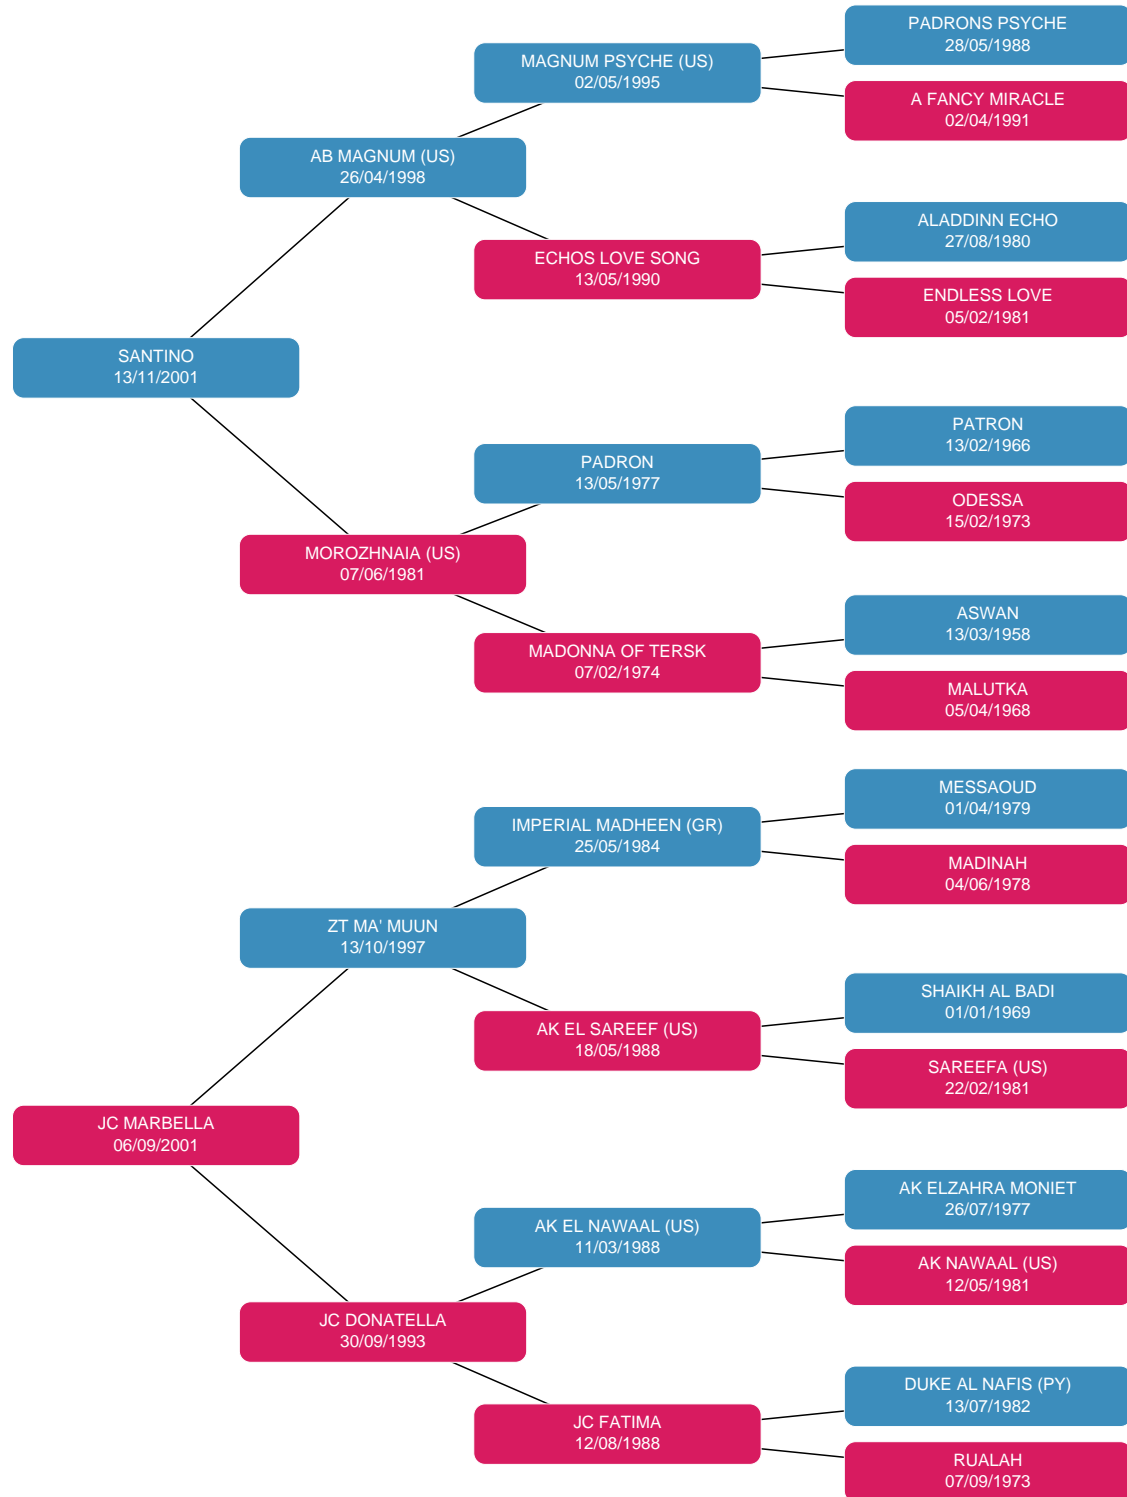 PADRONS PSYCHE
28/05/1988
MAGNUM PSYCHE (US)
02/05/1995
A FANCY MIRACLE
02/04/1991
AB MAGNUM (US)
26/04/1998
ALADDINN ECHO
27/08/1980
ECHOS LOVE SONG
13/05/1990
ENDLESS LOVE
05/02/1981
SANTINO
13/11/2001
PATRON
13/02/1966
PADRON
13/05/1977
ODESSA
15/02/1973
MOROZHNAIA (US)
07/06/1981
ASWAN
13/03/1958
MADONNA OF TERSK
07/02/1974
MALUTKA
05/04/1968
MESSAOUD
01/04/1979
IMPERIAL MADHEEN (GR)
25/05/1984
MADINAH
04/06/1978
ZT MA' MUUN
13/10/1997
SHAIKH AL BADI
01/01/1969
AK EL SAREEF (US)
18/05/1988
SAREEFA (US)
22/02/1981
JC MARBELLA
06/09/2001
AK ELZAHRA MONIET
26/07/1977
AK EL NAWAAL (US)
11/03/1988
AK NAWAAL (US)
12/05/1981
JC DONATELLA
30/09/1993
DUKE AL NAFIS (PY)
13/07/1982
JC FATIMA
12/08/1988
RUALAH
07/09/1973